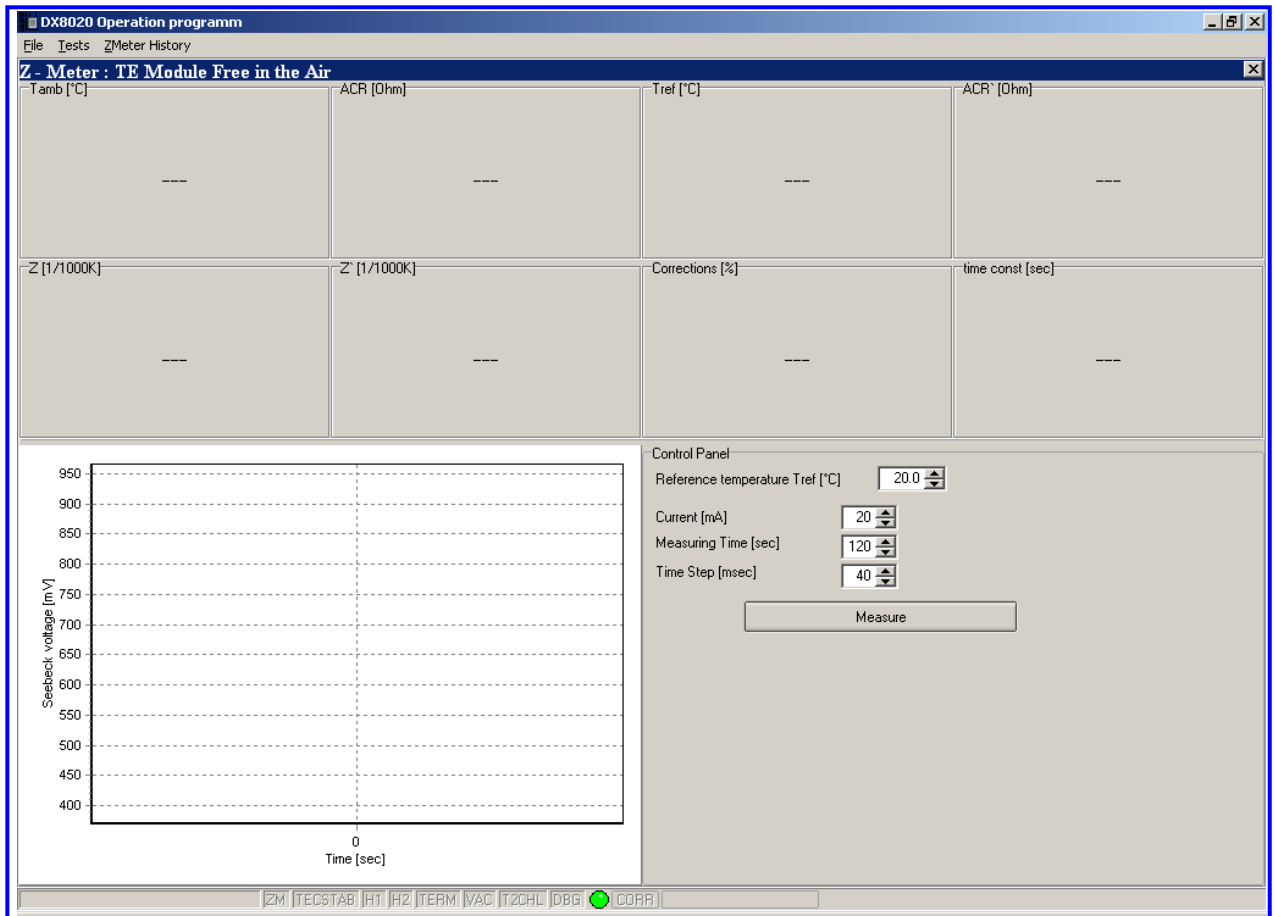 DX8020 Operation programm
File Tests ZMeter History
Z - Meter : TE Module Free in the Air
Tamb [°C] ACR [Ohm] Tref [°C] ACR` [Ohm]
--- --- --- ---
Z [1/1000K] Z` [1/1000K] Corrections [%] time const [sec]
--- --- --- ---
950
900
850
800
750
700
650
600
550
500
450
400
Seebeck voltage [mV]
0
Time [sec]
Control Panel
Reference temperature Tref [°C] 20.0
Current [mA] 20
Measuring Time [sec] 120
Time Step [msec] 40
Measure
ZM TECSTAB H1 H2 TERM VAC T2CHL DBG CORR